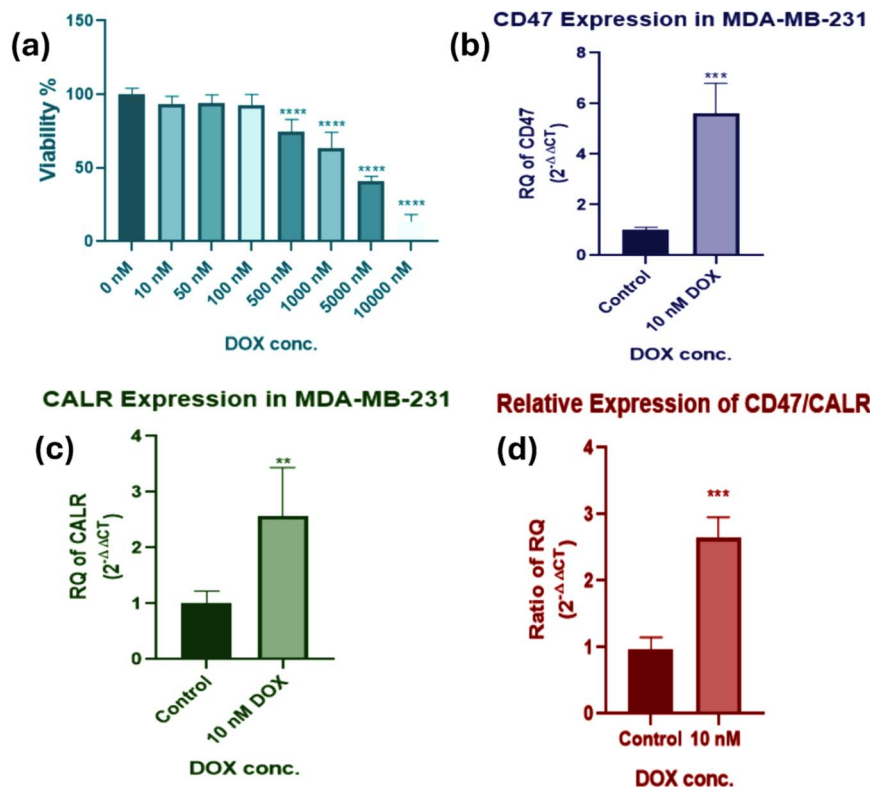 (a)
150
100
50
0
Viability %
****
****
****
****
0 nM
10 nM
50 nM
100 nM
500 nM
1000 nM
5000 nM
10000 nM
DOX conc.
CD47 Expression in MDA-MB-231
(b)
8
6
4
2
0
RQ of CD47
(2^-ΔΔCT)
***
Control
10 nM DOX
DOX conc.
CALR Expression in MDA-MB-231
(c)
4
3
2
1
0
RQ of CALR
(2^-ΔΔCT)
**
Control
10 nM DOX
DOX conc.
Relative Expression of CD47/CALR
(d)
4
3
2
1
0
Ratio of RQ
(2^-ΔΔCT)
***
Control 10 nM
DOX conc.